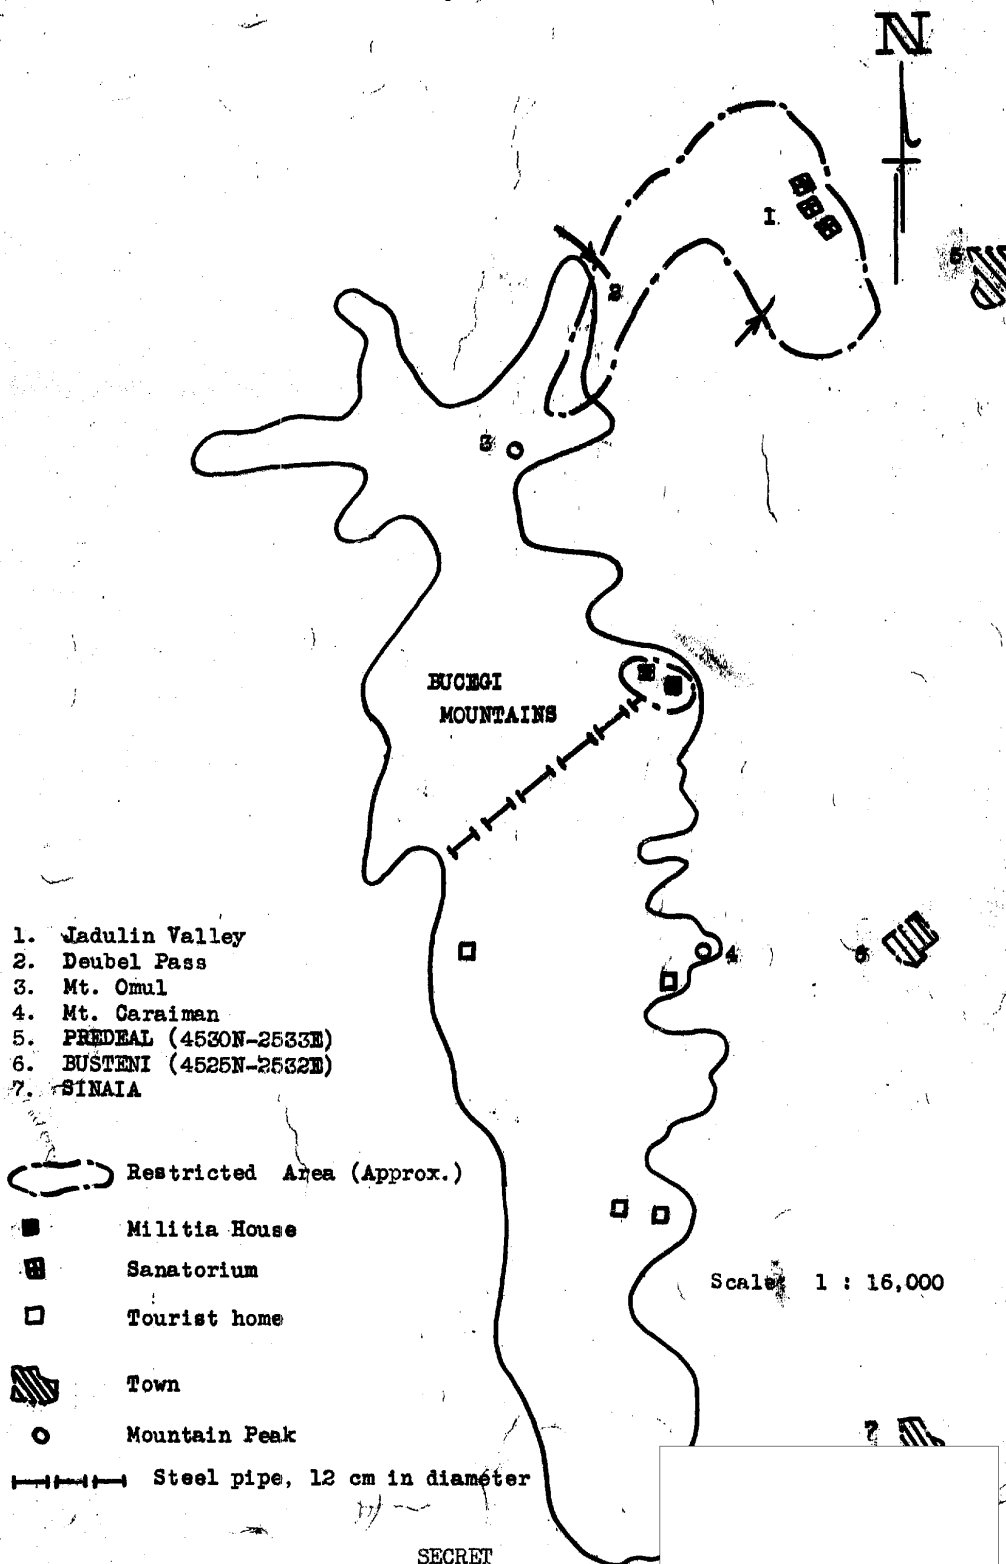 N
1
5
2
3
BUCEGI
MOUNTAINS
4
6
1. Jadulin Valley
2. Deubel Pass
3. Mt. Omul
4. Mt. Caraiman
5. PREDEAL (4530N-2533E)
6. BUSTENI (4525N-2532E)
7. SINAIA
Restricted Area (Approx.)
Militia House
Sanatorium
Tourist home
Town
Mountain Peak
Steel pipe, 12 cm in diameter
Scale 1 : 16,000
7
SECRET